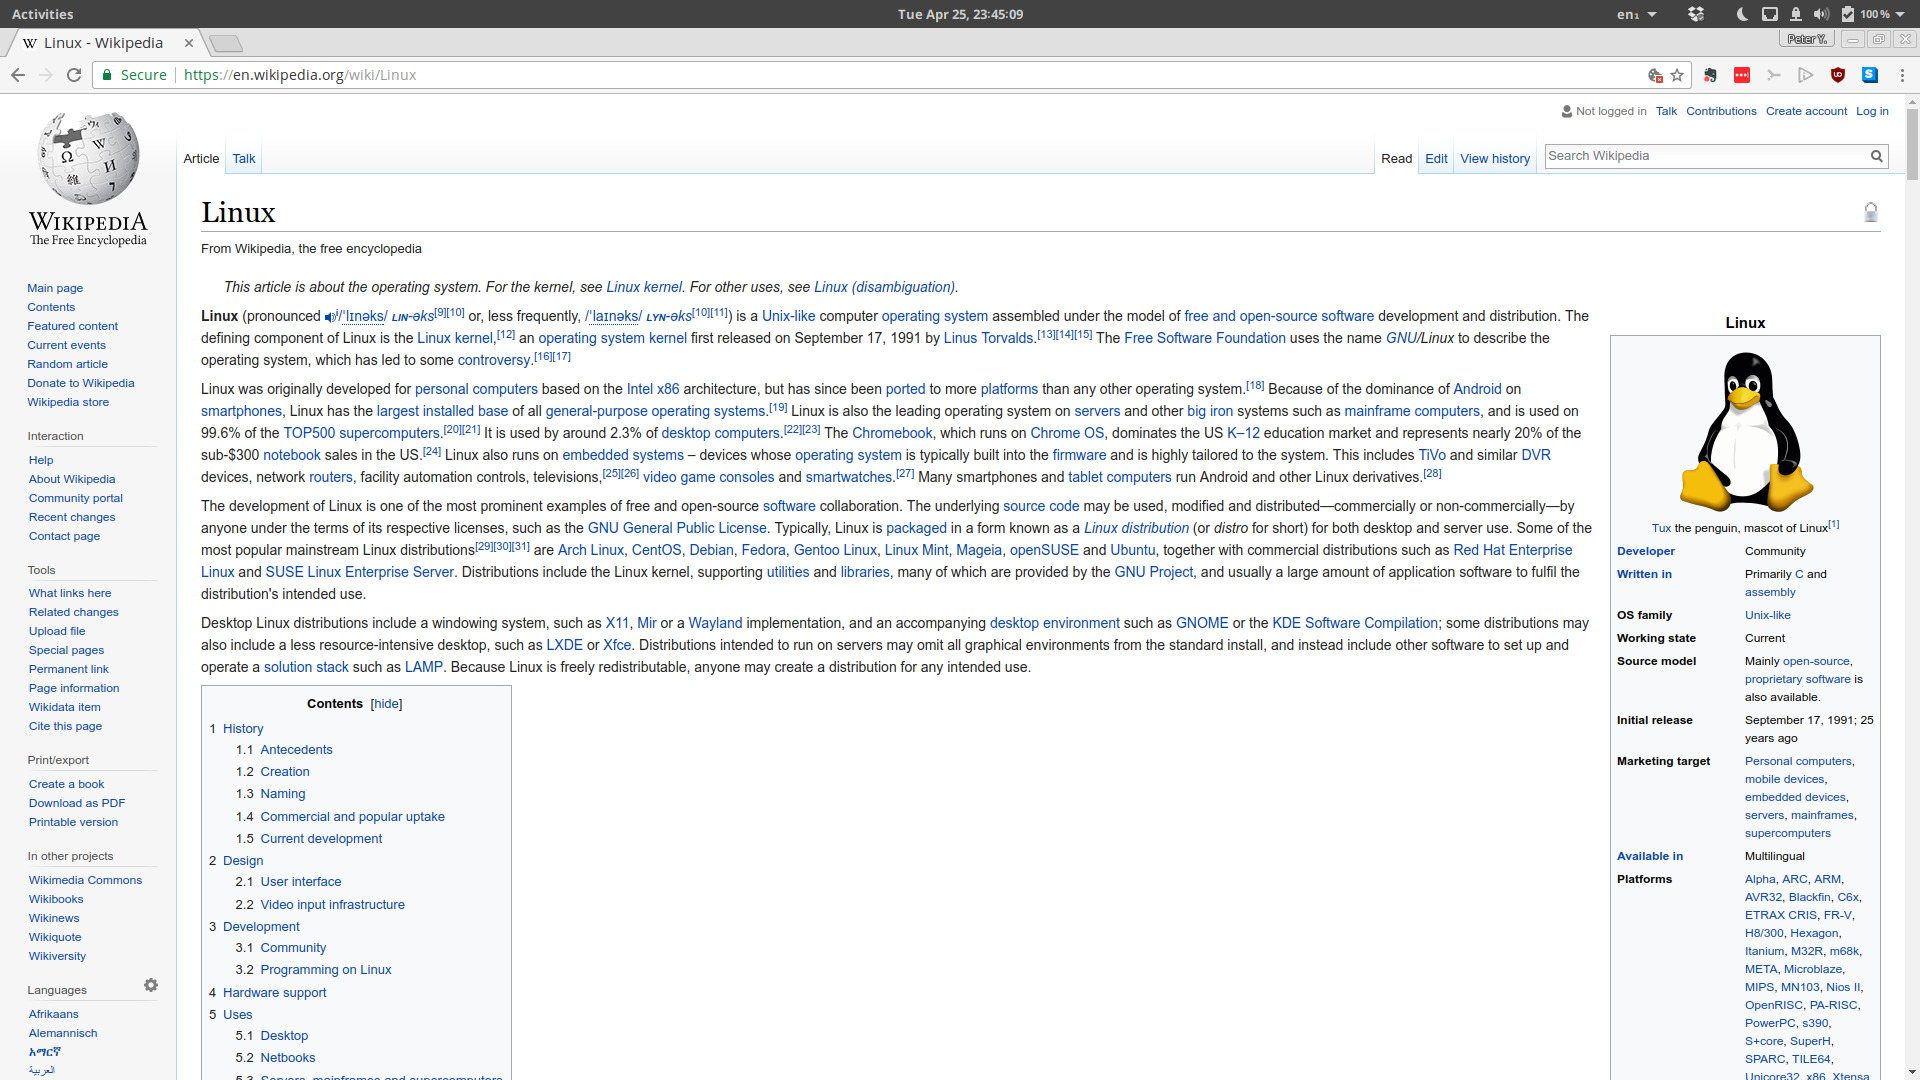 Activities
Tue Apr 25, 23:45:09
en₁
100 %
Linux - Wikipedia
Peter Y.
Secure
https://en.wikipedia.org/wiki/Linux
Not logged in Talk Contributions Create account Log in
Article Talk
Read Edit View history
Search Wikipedia
WIKIPEDIA
The Free Encyclopedia
Main page
Contents
Featured content
Current events
Random article
Donate to Wikipedia
Wikipedia store
Interaction
Help
About Wikipedia
Community portal
Recent changes
Contact page
Tools
What links here
Related changes
Upload file
Special pages
Permanent link
Page information
Wikidata item
Cite this page
Print/export
Create a book
Download as PDF
Printable version
In other projects
Wikimedia Commons
Wikibooks
Wikinews
Wikiquote
Wikiversity
Languages
Afrikaans
Alemannisch
አማርኛ
العربية
Linux
From Wikipedia, the free encyclopedia
This article is about the operating system. For the kernel, see Linux kernel. For other uses, see Linux (disambiguation).
Linux (pronounced i/ˈlɪnəks/ LIN-əks[9][10] or, less frequently, /ˈlaɪnəks/ LYN-əks[10][11]) is a Unix-like computer operating system assembled under the model of free and open-source software development and distribution. The
defining component of Linux is the Linux kernel,[12] an operating system kernel first released on September 17, 1991 by Linus Torvalds.[13][14][15] The Free Software Foundation uses the name GNU/Linux to describe the
operating system, which has led to some controversy.[16][17]
Linux was originally developed for personal computers based on the Intel x86 architecture, but has since been ported to more platforms than any other operating system.[18] Because of the dominance of Android on
smartphones, Linux has the largest installed base of all general-purpose operating systems.[19] Linux is also the leading operating system on servers and other big iron systems such as mainframe computers, and is used on
99.6% of the TOP500 supercomputers.[20][21] It is used by around 2.3% of desktop computers.[22][23] The Chromebook, which runs on Chrome OS, dominates the US K–12 education market and represents nearly 20% of the
sub-$300 notebook sales in the US.[24] Linux also runs on embedded systems – devices whose operating system is typically built into the firmware and is highly tailored to the system. This includes TiVo and similar DVR
devices, network routers, facility automation controls, televisions,[25][26] video game consoles and smartwatches.[27] Many smartphones and tablet computers run Android and other Linux derivatives.[28]
The development of Linux is one of the most prominent examples of free and open-source software collaboration. The underlying source code may be used, modified and distributed—commercially or non-commercially—by
anyone under the terms of its respective licenses, such as the GNU General Public License. Typically, Linux is packaged in a form known as a Linux distribution (or distro for short) for both desktop and server use. Some of the
most popular mainstream Linux distributions[29][30][31] are Arch Linux, CentOS, Debian, Fedora, Gentoo Linux, Linux Mint, Mageia, openSUSE and Ubuntu, together with commercial distributions such as Red Hat Enterprise
Linux and SUSE Linux Enterprise Server. Distributions include the Linux kernel, supporting utilities and libraries, many of which are provided by the GNU Project, and usually a large amount of application software to fulfil the
distribution's intended use.
Desktop Linux distributions include a windowing system, such as X11, Mir or a Wayland implementation, and an accompanying desktop environment such as GNOME or the KDE Software Compilation; some distributions may
also include a less resource-intensive desktop, such as LXDE or Xfce. Distributions intended to run on servers may omit all graphical environments from the standard install, and instead include other software to set up and
operate a solution stack such as LAMP. Because Linux is freely redistributable, anyone may create a distribution for any intended use.
Contents [hide]
1 History
1.1 Antecedents
1.2 Creation
1.3 Naming
1.4 Commercial and popular uptake
1.5 Current development
2 Design
2.1 User interface
2.2 Video input infrastructure
3 Development
3.1 Community
3.2 Programming on Linux
4 Hardware support
5 Uses
5.1 Desktop
5.2 Netbooks
5.3 Servers, mainframes and supercomputers
Linux
Tux the penguin, mascot of Linux[1]
Developer Community
Written in Primarily C and
assembly
OS family Unix-like
Working state Current
Source model Mainly open-source,
proprietary software is
also available.
Initial release September 17, 1991; 25
years ago
Marketing target Personal computers,
mobile devices,
embedded devices,
servers, mainframes,
supercomputers
Available in Multilingual
Platforms Alpha, ARC, ARM,
AVR32, Blackfin, C6x,
ETRAX CRIS, FR-V,
H8/300, Hexagon,
Itanium, M32R, m68k,
META, Microblaze,
MIPS, MN103, Nios II,
OpenRISC, PA-RISC,
PowerPC, s390,
S+core, SuperH,
SPARC, TILE64,
Unicore32, x86, Xtensa